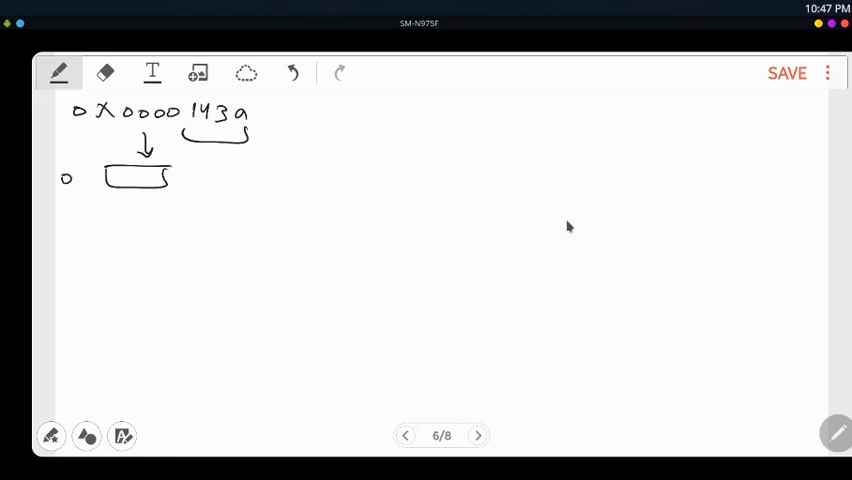 10:47 PM
SM-N975F
T
SAVE
0X0000143a
0
A
6/8